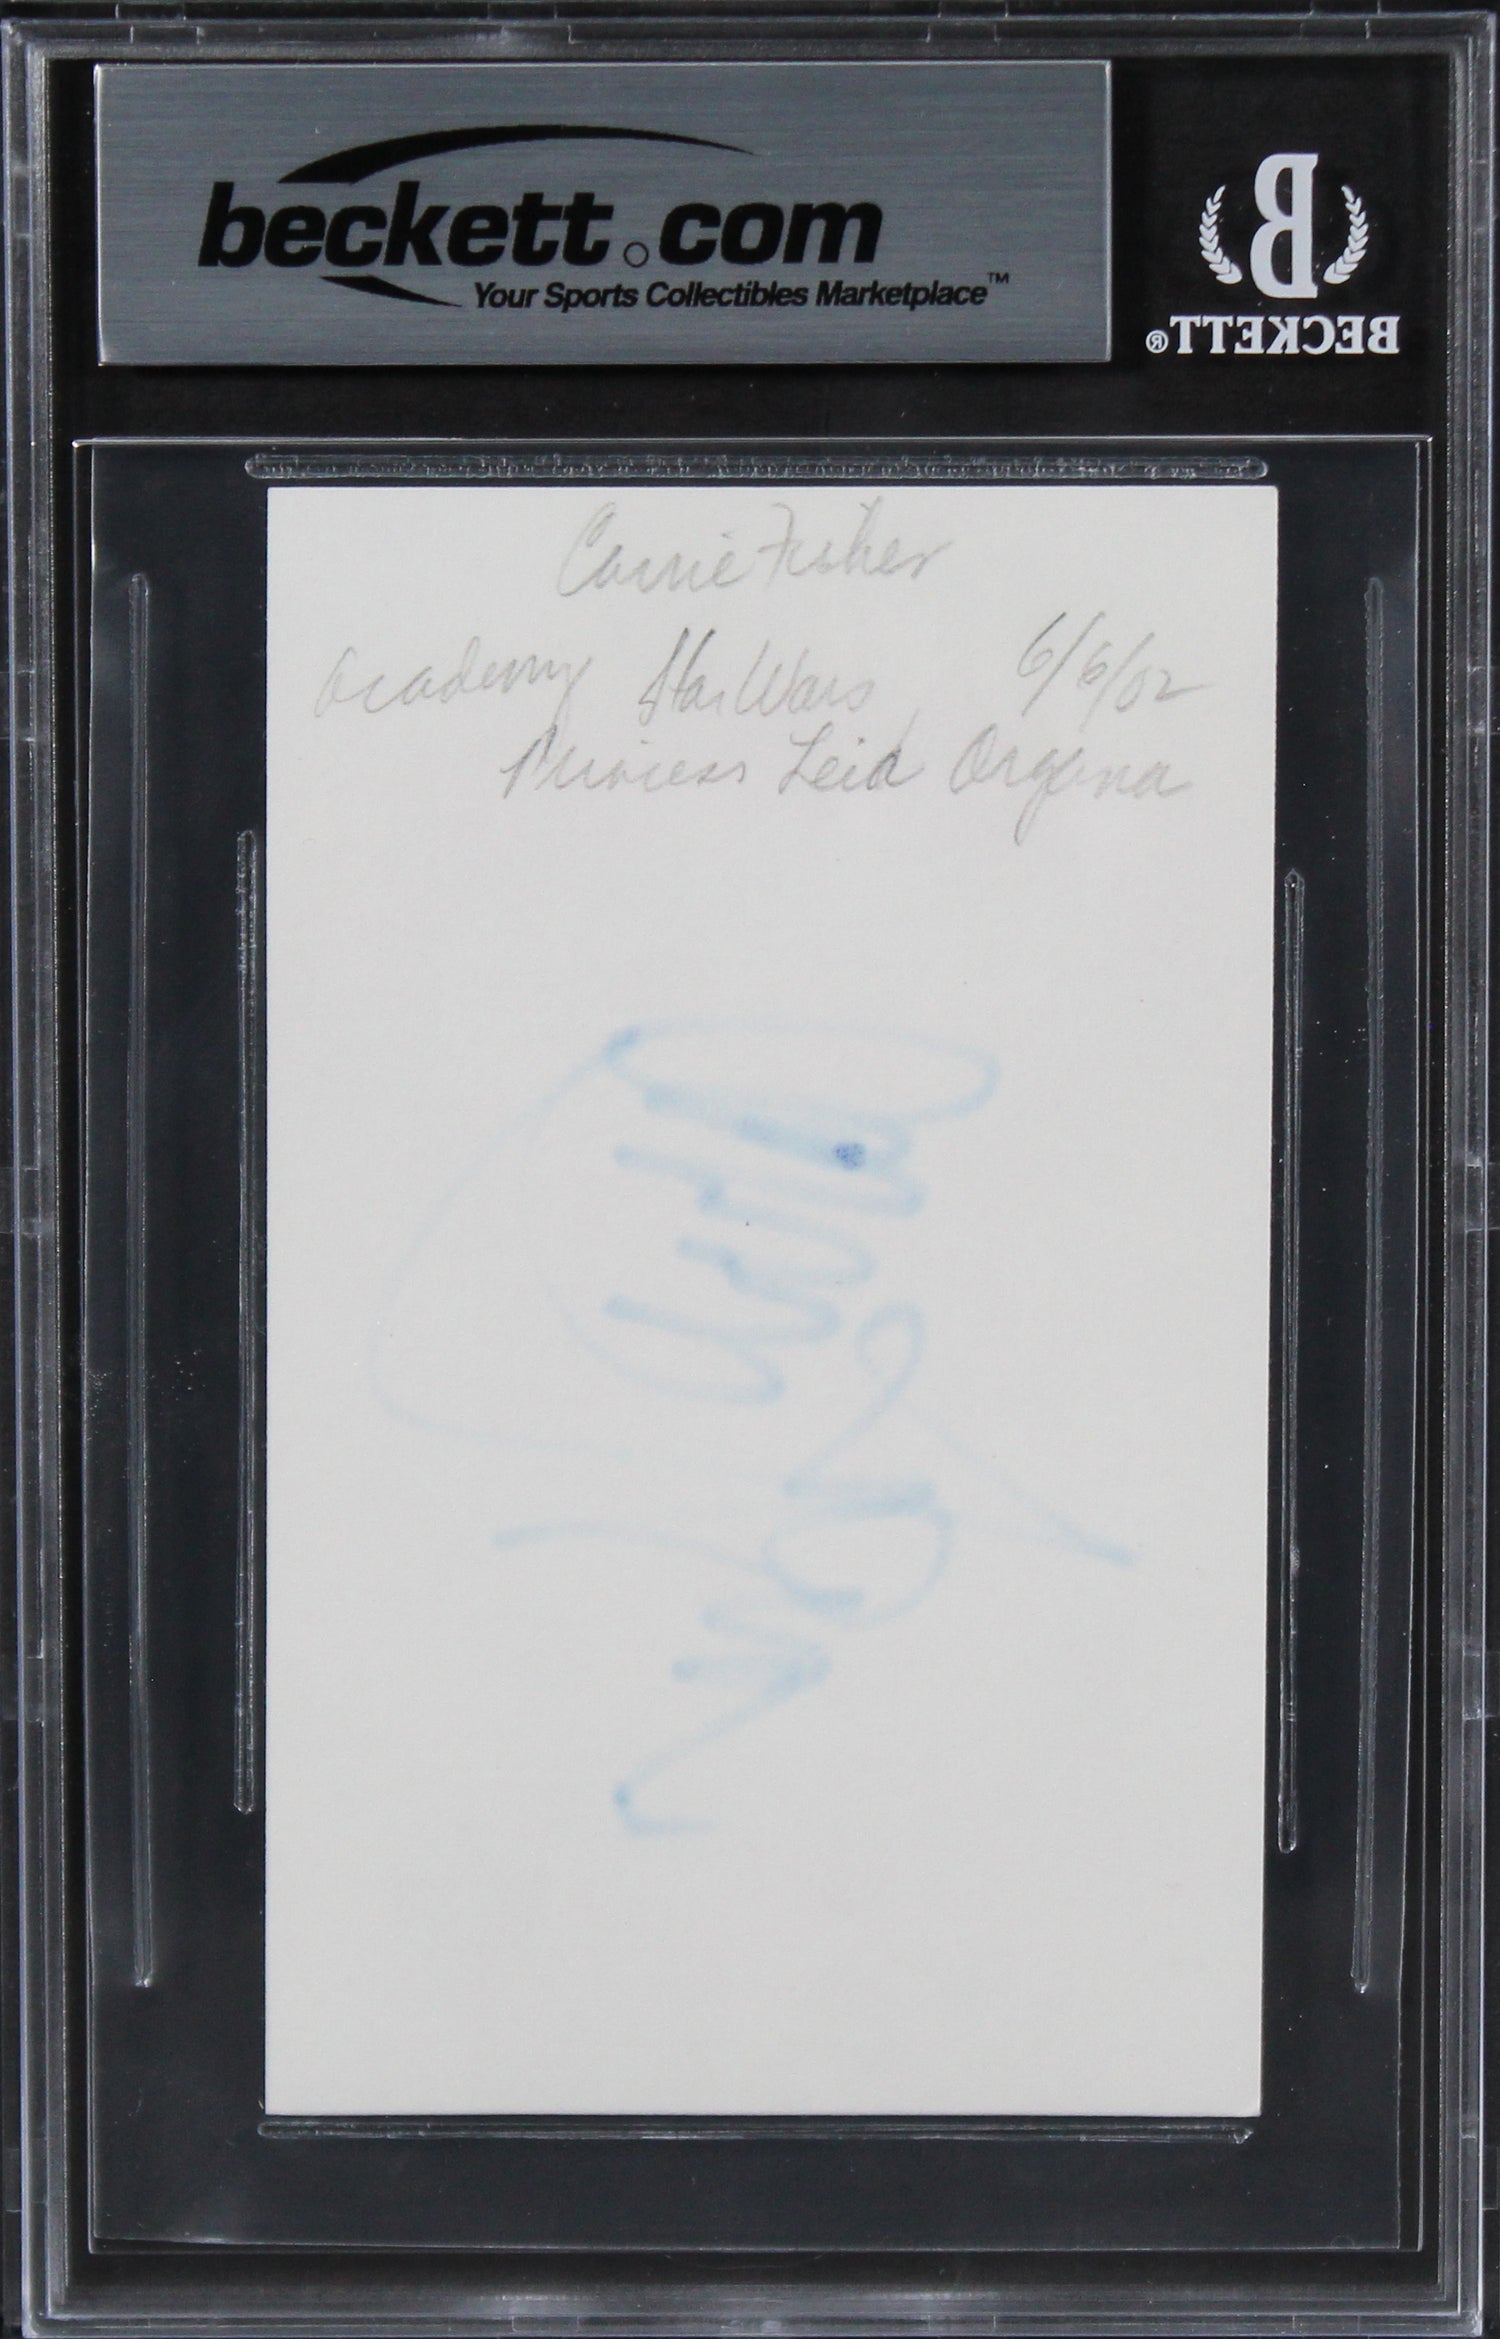 beckett.com
Your Sports Collectibles Marketplace™
B
BECKETT®
Carrie Fisher
Academy Star Wars 6/6/02
Princess Leia Organa